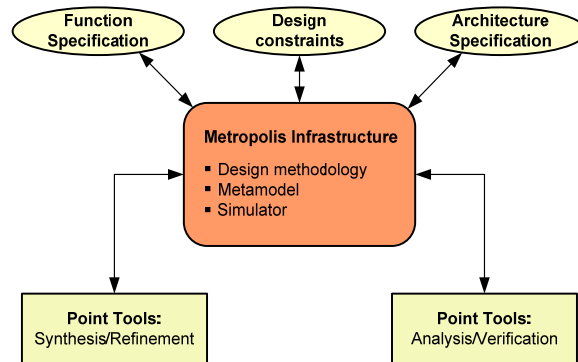 Function
Specification
Design
constraints
Architecture
Specification
Metropolis Infrastructure
▪ Design methodology
▪ Metamodel
▪ Simulator
Point Tools:
Synthesis/Refinement
Point Tools:
Analysis/Verification